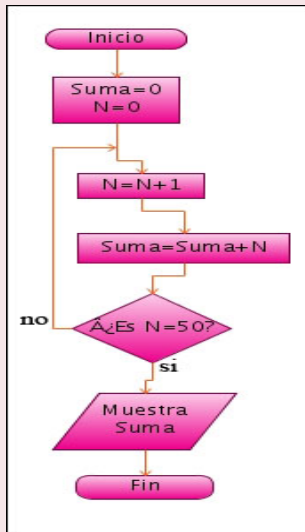 Inicio
Suma=0
N=0
N=N+1
Suma=Suma+N
Â¿Es N=50?
no
si
Muestra
Suma
Fin